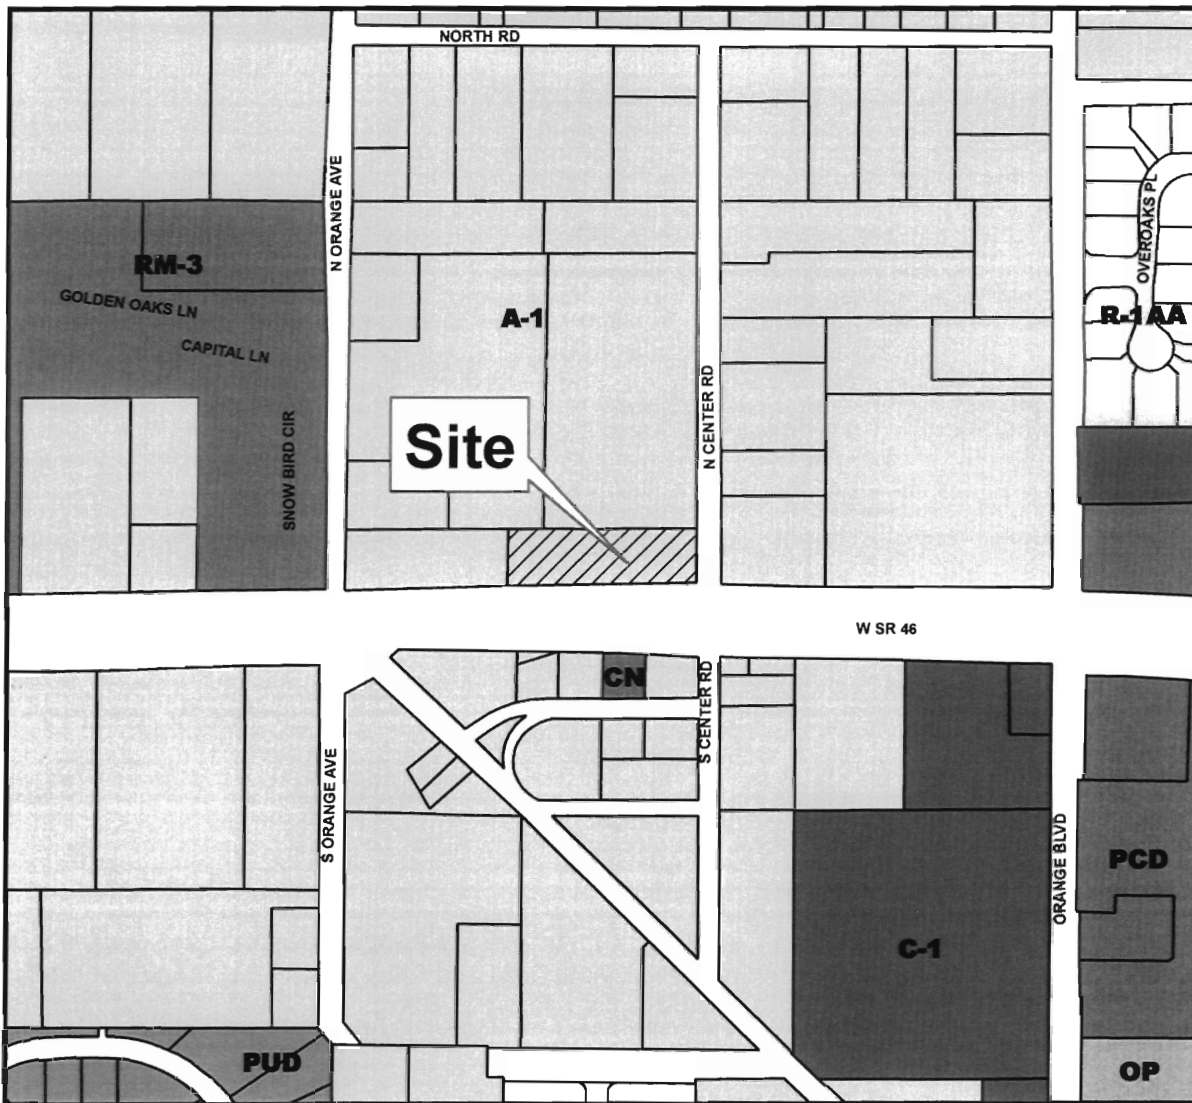 NORTH RD
N ORANGE AVE
OVEROAKS PL
RM-3
GOLDEN OAKS LN
A-1
R-1AA
CAPITAL LN
N CENTER RD
Site
SNOW BIRD CIR
W SR 46
CN
S CENTER RD
S ORANGE AVE
ORANGE BLVD
PCD
C-1
PUD
OP